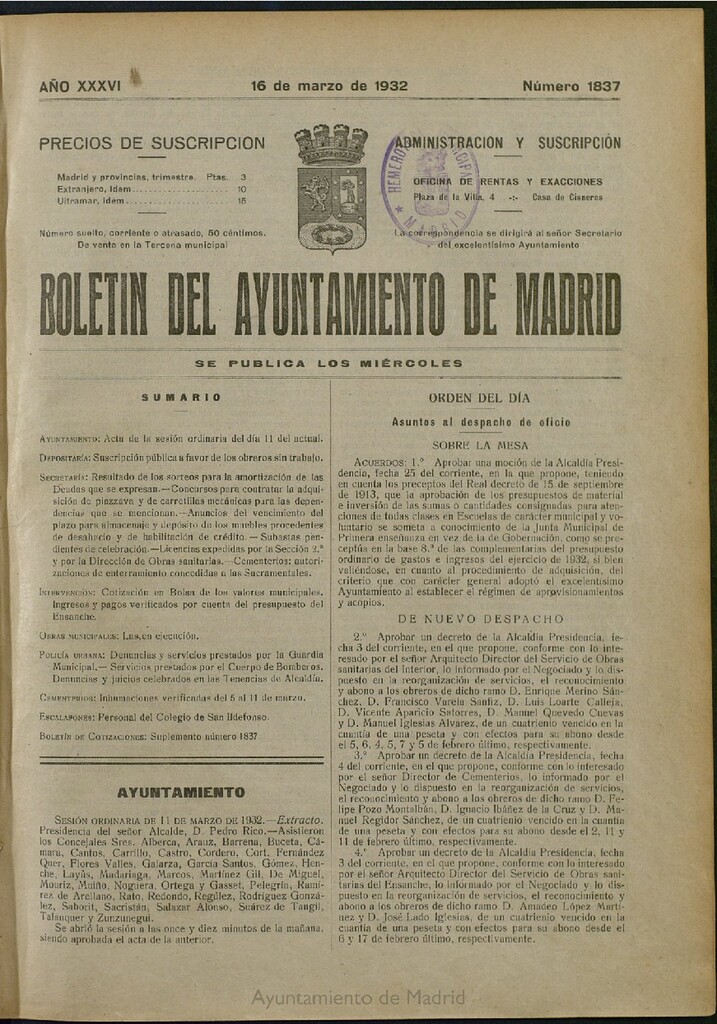 AÑO XXXVI
16 de marzo de 1932
Número 1837
PRECIOS DE SUSCRIPCION
Madrid y provincias, trimestre. Ptas. 3
Extranjero, ídem.................... 10
Ultramar, ídem..................... 15
Número suelto, corriente o atrasado, 50 céntimos.
De venta en la Tercena municipal
ADMINISTRACION Y SUSCRIPCIÓN
OFICINA DE RENTAS Y EXACCIONES
Plaza de la Villa, 4 -:- Casa de Cisneros
La correspondencia se dirigirá al señor Secretario
del excelentísimo Ayuntamiento
MADRID
BOLETIN DEL AYUNTAMIENTO DE MADRID
SE PUBLICA LOS MIÉRCOLES
SUMARIO
AYUNTAMIENTO: Acta de la sesión ordinaria del día 11 del actual.
DEPOSITARÍA: Suscripción pública a favor de los obreros sin trabajo.
SECRETARÍA: Resultado de los sorteos para la amortización de las
Deudas que se expresan.—Concursos para contratar la adqui-
sición de piazzava y de carretillas mecánicas para las depen-
dencias que se mencionan.—Anuncios del vencimiento del
plazo para almacenaje y depósito de los muebles procedentes
de desahucio y de habilitación de crédito. — Subastas pen-
dientes de celebración.—Licencias expedidas por la Sección 2.ª
y por la Dirección de Obras sanitarias.—Cementerios: autori-
zaciones de enterramiento concedidas a las Sacramentales.
INTERVENCIÓN: Cotización en Bolsa de los valores municipales.
Ingresos y pagos verificados por cuenta del presupuesto del
Ensanche.
OBRAS MUNICIPALES: Las en ejecución.
POLICÍA URBANA: Denuncias y servicios prestados por la Guardia
Municipal.— Servicios prestados por el Cuerpo de Bomberos.
Denuncias y juicios celebrados en las Tenencias de Alcaldía.
CEMENTERIOS: Inhumaciones verificadas del 5 al 11 de marzo.
ESCALAFONES: Personal del Colegio de San Ildefonso.
BOLETÍN DE COTIZACIONES: Suplemento número 1837
AYUNTAMIENTO
SESIÓN ORDINARIA DE 11 DE MARZO DE 1932.—Extracto.
Presidencia del señor Alcalde, D. Pedro Rico.—Asistieron
los Concejales Sres. Alberca, Arauz, Barrena, Buceta, Cá-
mara, Cantos, Carrillo, Castro, Cordero, Cort, Fernández
Quer, Flores Valles, Galarza, García Santos, Gómez, Hen-
che, Layús, Madariaga, Marcos, Martínez Gil, De Miguel,
Mouriz, Muiño, Noguera, Ortega y Gasset, Pelegrín, Ramí-
rez de Arellano, Rato, Redondo, Regúlez, Rodríguez Gonzá-
lez, Saborit, Sacristán, Salazar Alonso, Suárez de Tangil,
Talanquer y Zunzunegui.
Se abrió la sesión a las once y diez minutos de la mañana,
siendo aprobada el acta de la anterior.
ORDEN DEL DÍA
Asuntos al despacho de oficio
SOBRE LA MESA
ACUERDOS: 1.º Aprobar una moción de la Alcaldía Presi-
dencia, fecha 25 del corriente, en la que propone, teniendo
en cuenta los preceptos del Real decreto de 15 de septiembre
de 1913, que la aprobación de los presupuestos de material
e inversión de las sumas o cantidades consignadas para aten-
ciones de todas clases en Escuelas de carácter municipal y vo-
luntario se someta a conocimiento de la Junta Municipal de
Primera enseñanza en vez de la de Gobernación, como se pre-
ceptúa en la base 8.ª de las complementarias del presupuesto
ordinario de gastos e ingresos del ejercicio de 1932, si bien
valiéndose, en cuanto al procedimiento de adquisición, del
criterio que con carácter general adoptó el excelentísimo
Ayuntamiento al establecer el régimen de aprovisionamientos
y acopios.
DE NUEVO DESPACHO
2.º Aprobar un decreto de la Alcaldía Presidencia, fe-
cha 3 del corriente, en el que propone, conforme con lo inte-
resado por el señor Arquitecto Director del Servicio de Obras
sanitarias del Interior, lo informado por el Negociado y lo dis-
puesto en la reorganización de servicios, el reconocimiento
y abono a los obreros de dicho ramo D. Enrique Merino Sán-
chez, D. Francisco Varela Sanfiz, D. Luis Loarte Calleja,
D. Vicente Aparicio Satorres, D. Manuel Quevedo Cuevas
y D. Manuel Iglesias Alvarez, de un cuatrienio vencido en la
cuantía de una peseta y con efectos para su abono desde
el 5, 6, 4, 5, 7 y 5 de febrero último, respectivamente.
3.º Aprobar un decreto de la Alcaldía Presidencia, fecha
4 del corriente, en el que propone, conforme con lo interesado
por el señor Director de Cementerios, lo informado por el
Negociado y lo dispuesto en la reorganización de servicios,
el reconocimiento y abono a los obreros de dicho ramo D. Fe-
lipe Pozo Montalbán, D. Ignacio Ibáñez de la Cruz y D. Ma-
nuel Regidor Sánchez, de un cuatrienio vencido en la cuantía
de una peseta y con efectos para su abono desde el 2, 11 y
11 de febrero último, respectivamente.
4.º Aprobar un decreto de la Alcaldía Presidencia, fecha
3 del corriente, en el que propone, conforme con lo interesado
por el señor Arquitecto Director del Servicio de Obras sani-
tarias del Ensanche, lo informado por el Negociado y lo dis-
puesto en la reorganización de servicios, el reconocimiento y
abono a los obreros de dicho ramo D. Amadeo López Martí-
nez y D. José Lado Iglesias, de un cuatrienio vencido en la
cuantía de una peseta y con efectos para su abono desde el
6 y 17 de febrero último, respectivamente.
Ayuntamiento de Madrid